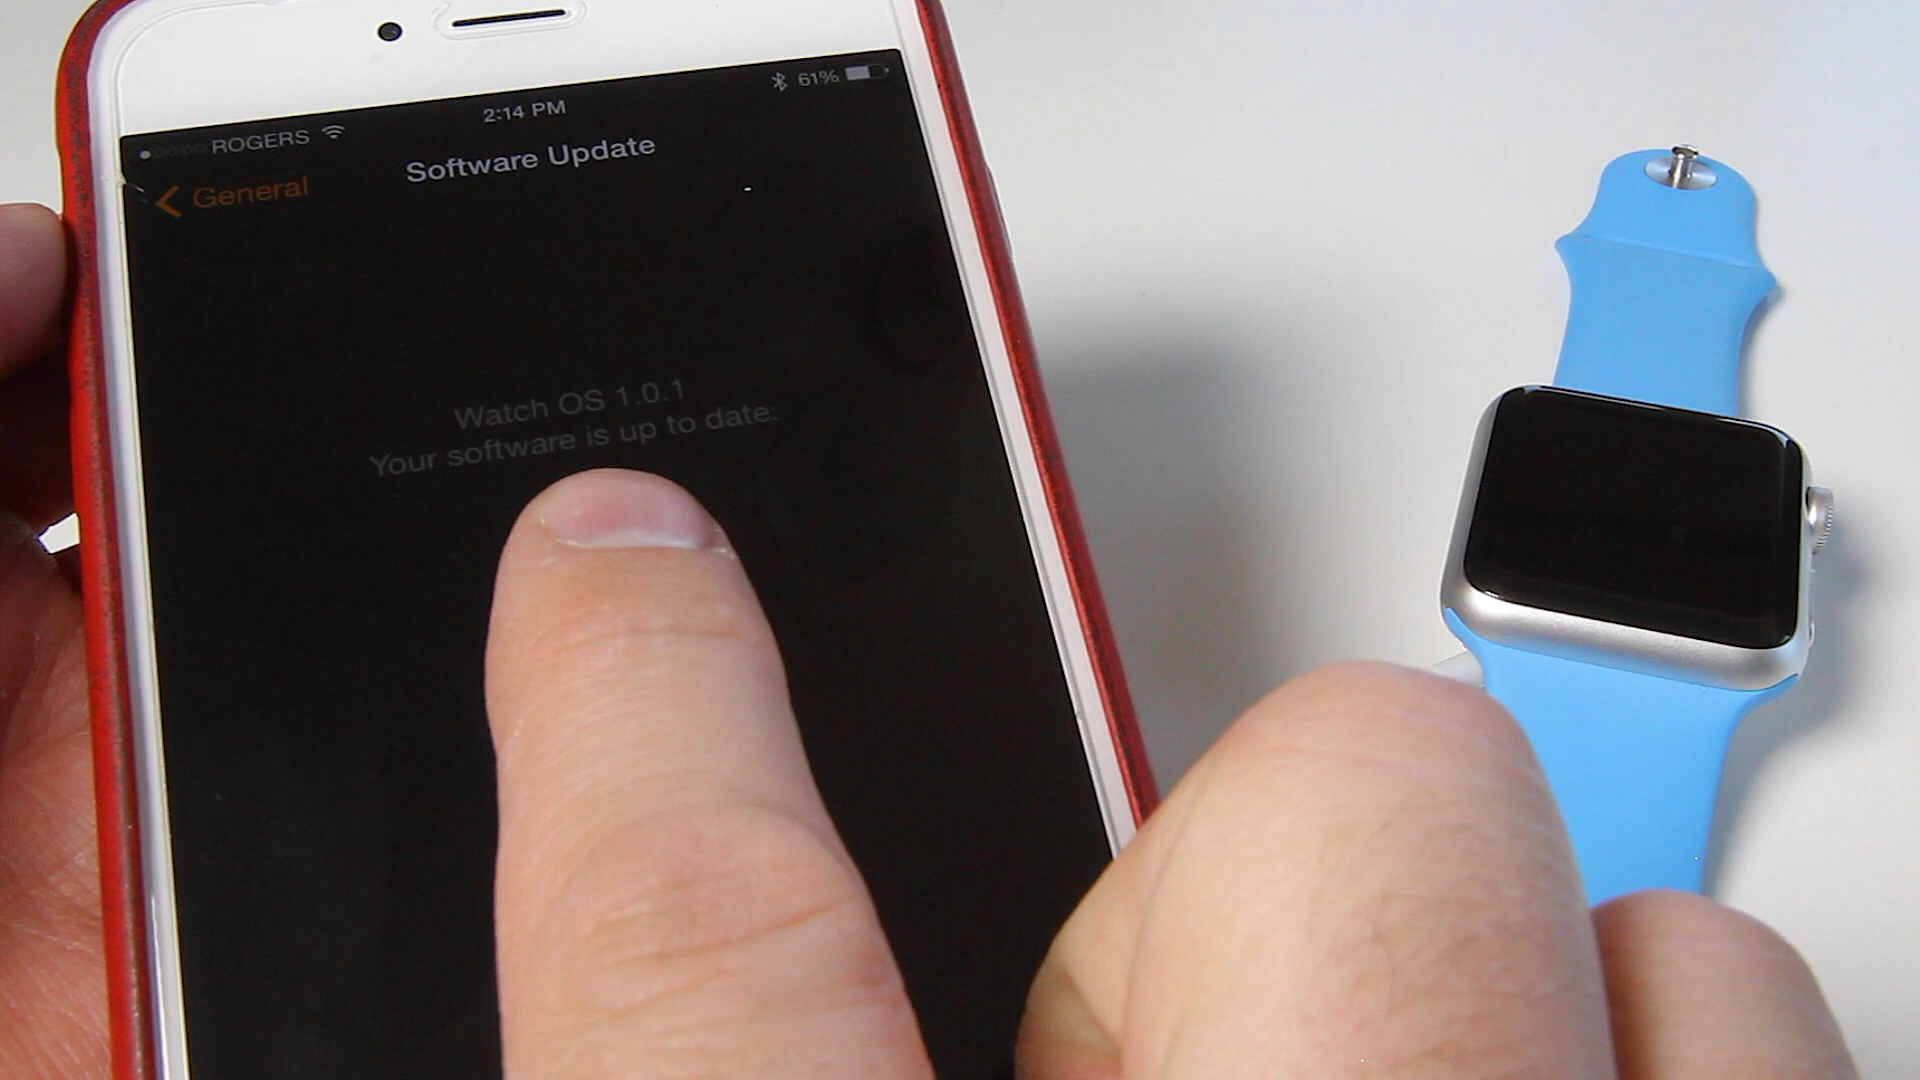 ROGERS 2:14 PM 61%
General Software Update
Watch OS 1.0.1
Your software is up to date.